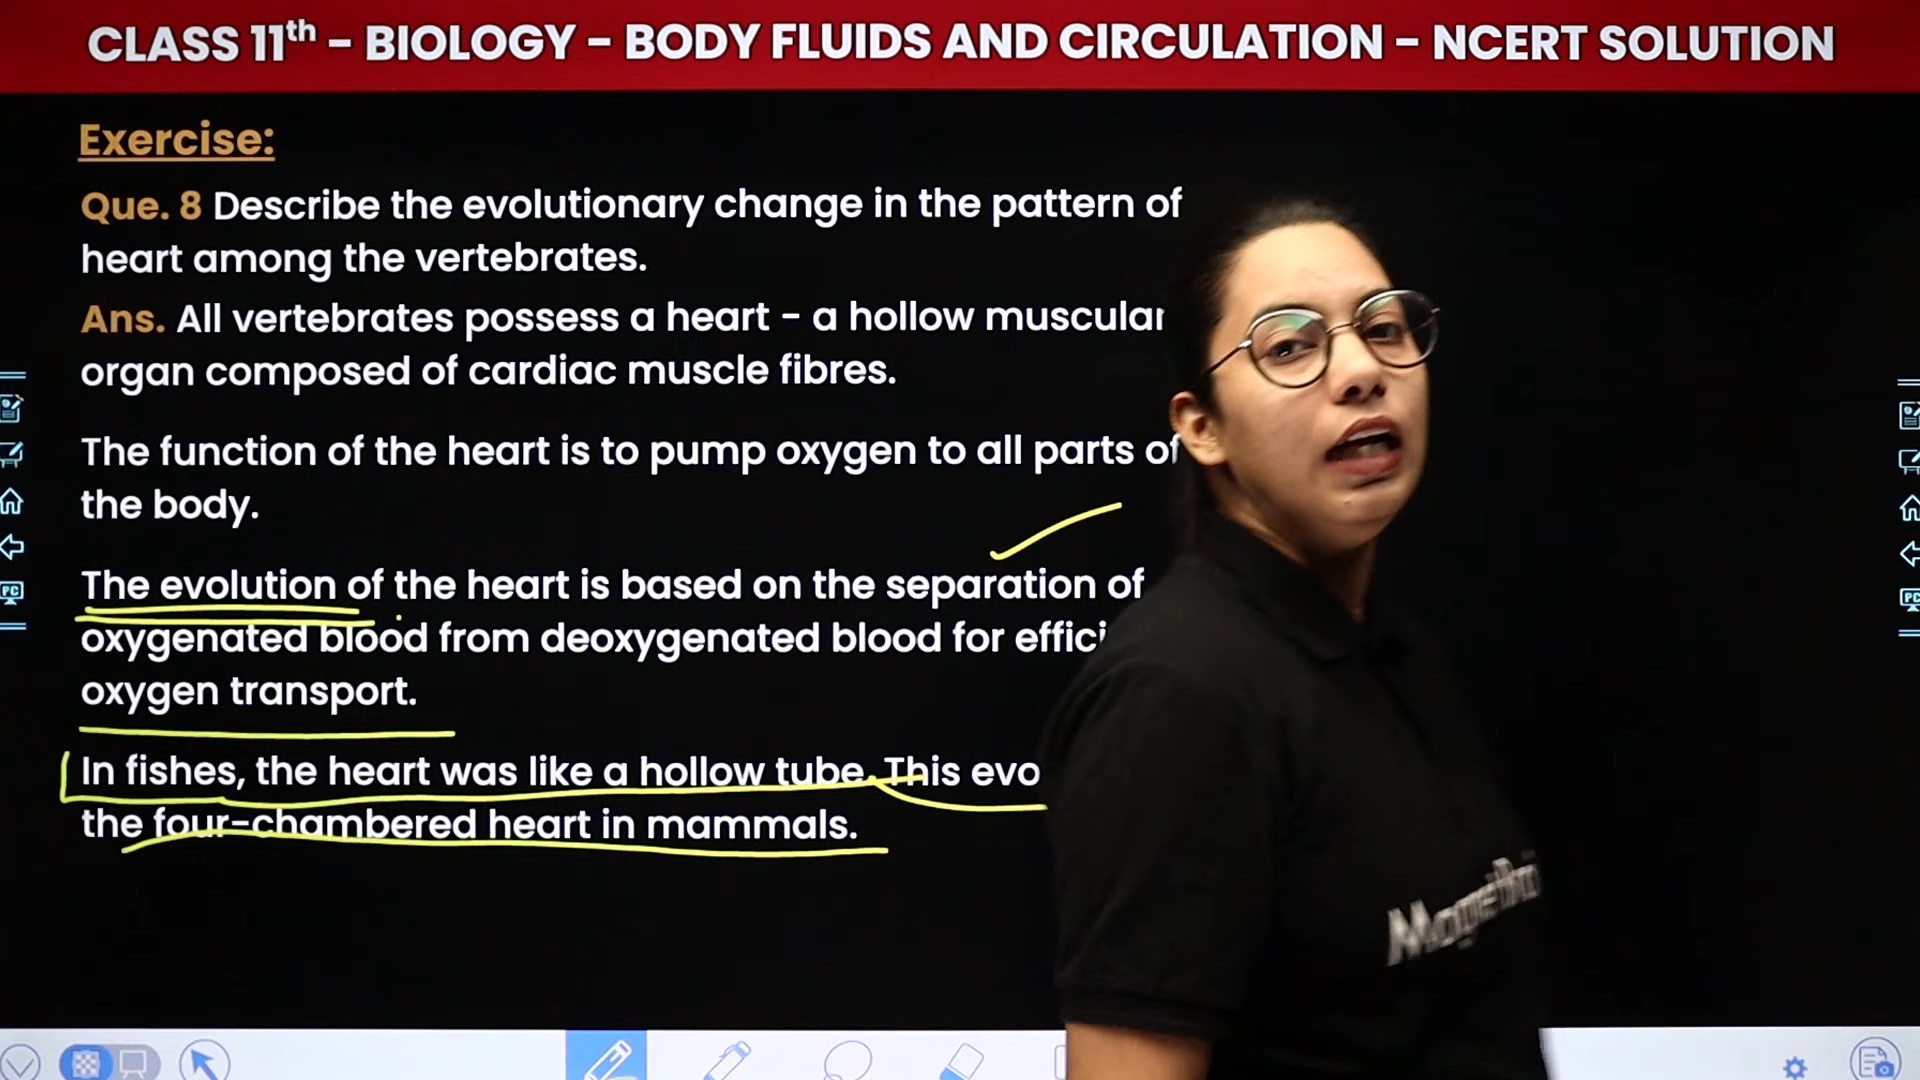 CLASS 11th - BIOLOGY - BODY FLUIDS AND CIRCULATION - NCERT SOLUTION
Exercise:
Que. 8 Describe the evolutionary change in the pattern of
heart among the vertebrates.
Ans. All vertebrates possess a heart - a hollow muscular
organ composed of cardiac muscle fibres.
The function of the heart is to pump oxygen to all parts of
the body.
The evolution of the heart is based on the separation of
oxygenated blood from deoxygenated blood for effici
oxygen transport.
In fishes, the heart was like a hollow tube. This evo
the four-chambered heart in mammals.
PC
PC